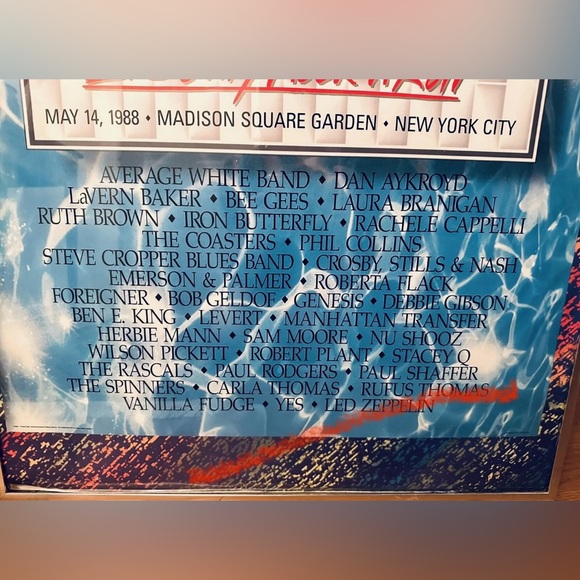 MAY 14, 1988 • MADISON SQUARE GARDEN • NEW YORK CITY
AVERAGE WHITE BAND • DAN AYKROYD
LaVERN BAKER • BEE GEES • LAURA BRANIGAN
RUTH BROWN • IRON BUTTERFLY • RACHELE CAPPELLI
THE COASTERS • PHIL COLLINS
STEVE CROPPER BLUES BAND • CROSBY, STILLS & NASH
EMERSON & PALMER • ROBERTA FLACK
FOREIGNER • BOB GELDOF • GENESIS • DEBBIE GIBSON
BEN E. KING • LEVERT • MANHATTAN TRANSFER
HERBIE MANN • SAM MOORE • NU SHOOZ
WILSON PICKETT • ROBERT PLANT • STACEY Q
THE RASCALS • PAUL RODGERS • PAUL SHAFFER
THE SPINNERS • CARLA THOMAS • RUFUS THOMAS
VANILLA FUDGE • YES • LED ZEPPELIN